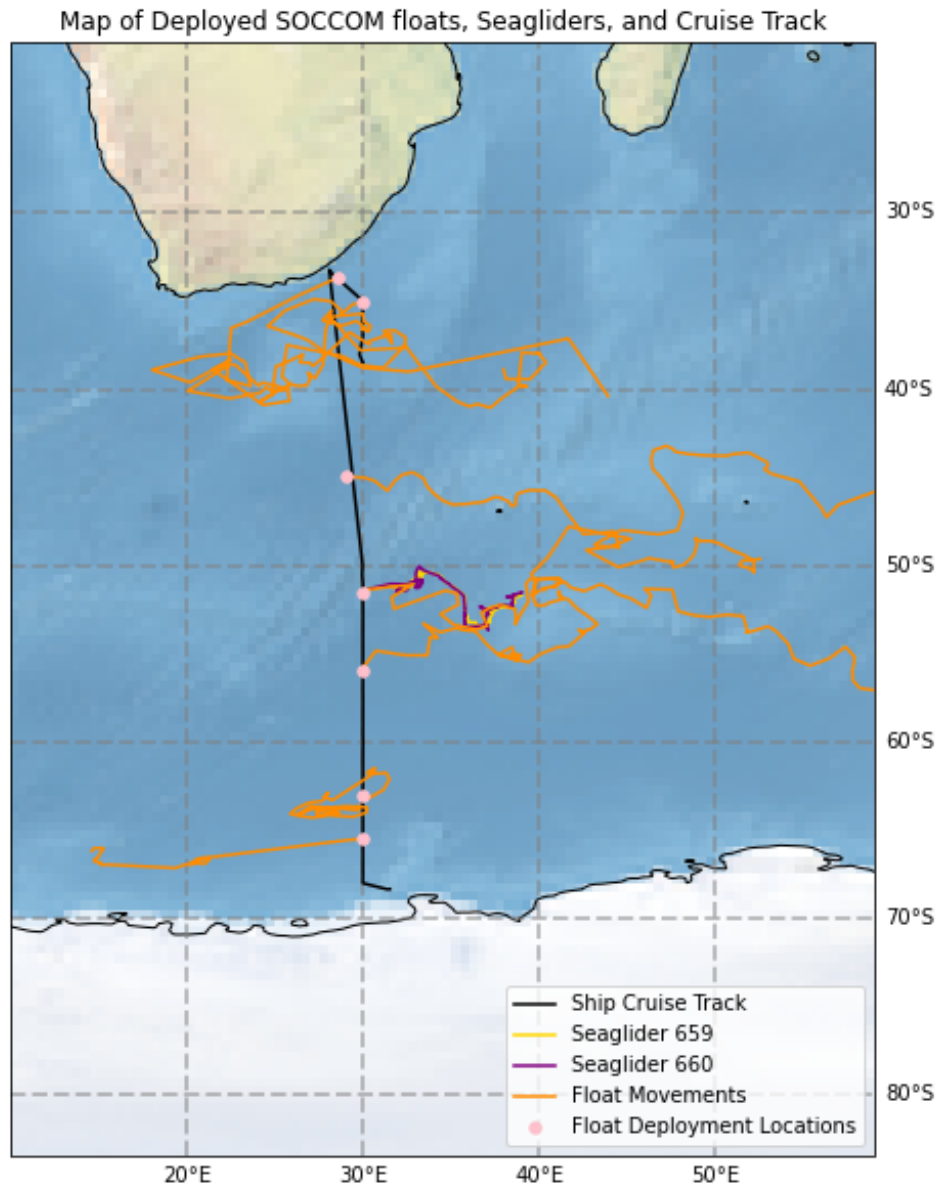 Map of Deployed SOCCOM floats, Seagliders, and Cruise Track
30°S
40°S
50°S
60°S
70°S
80°S
Ship Cruise Track
Seaglider 659
Seaglider 660
Float Movements
Float Deployment Locations
20°E 30°E 40°E 50°E